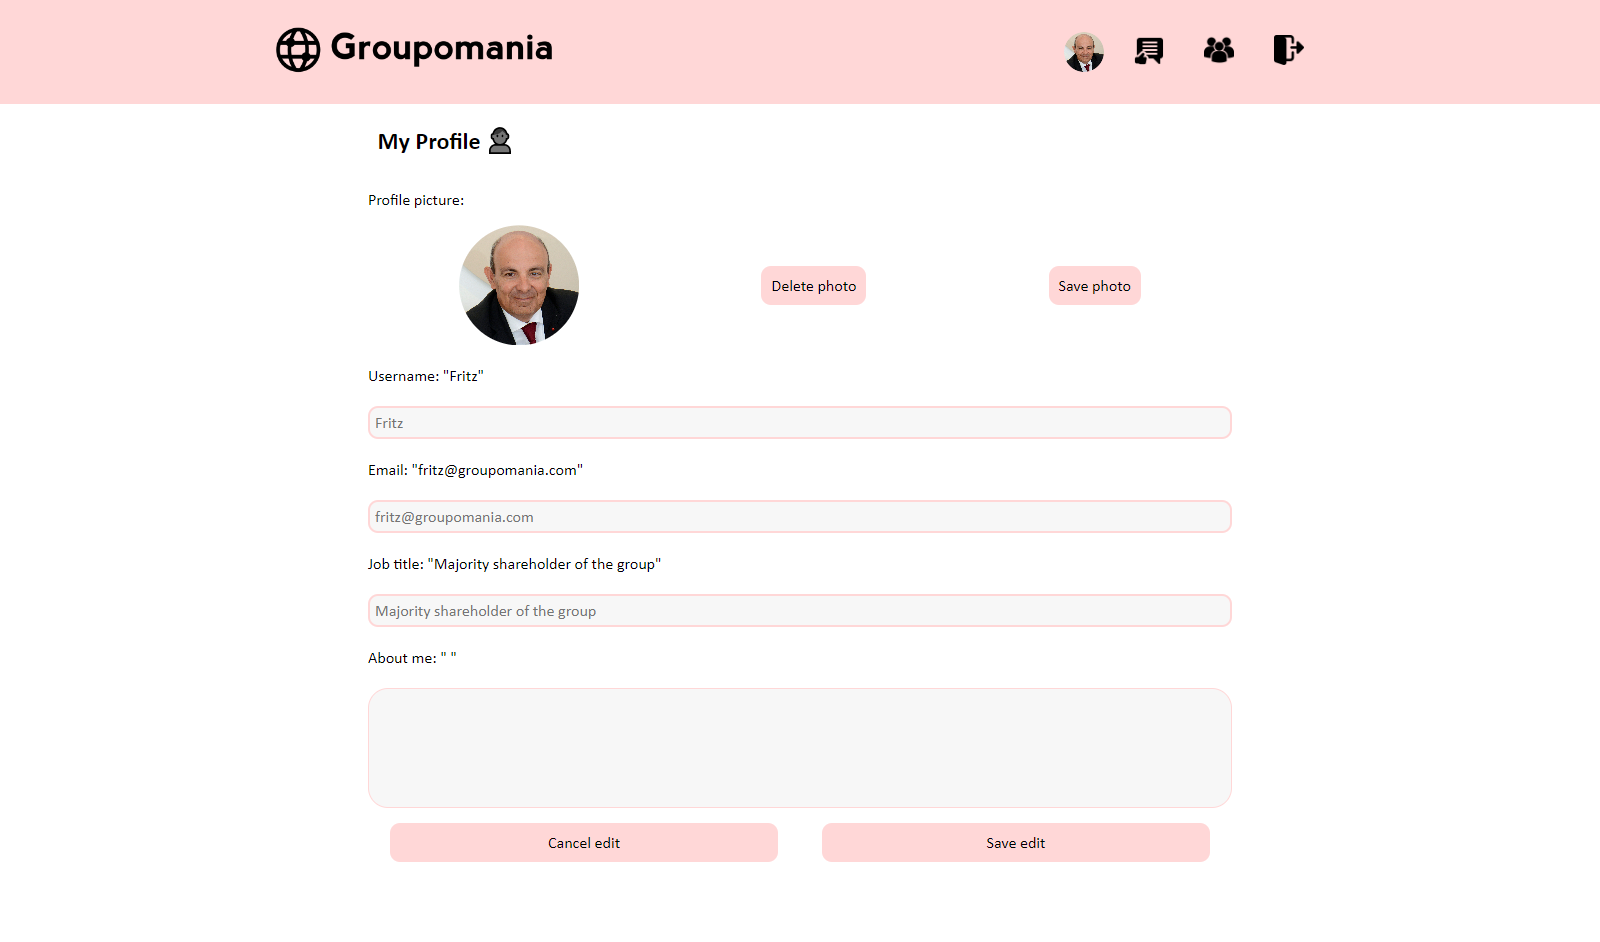 Groupomania
My Profile
Profile picture:
Delete photo
Save photo
Username: "Fritz"
Fritz
Email: "fritz@groupomania.com"
fritz@groupomania.com
Job title: "Majority shareholder of the group"
Majority shareholder of the group
About me: " "
Cancel edit
Save edit